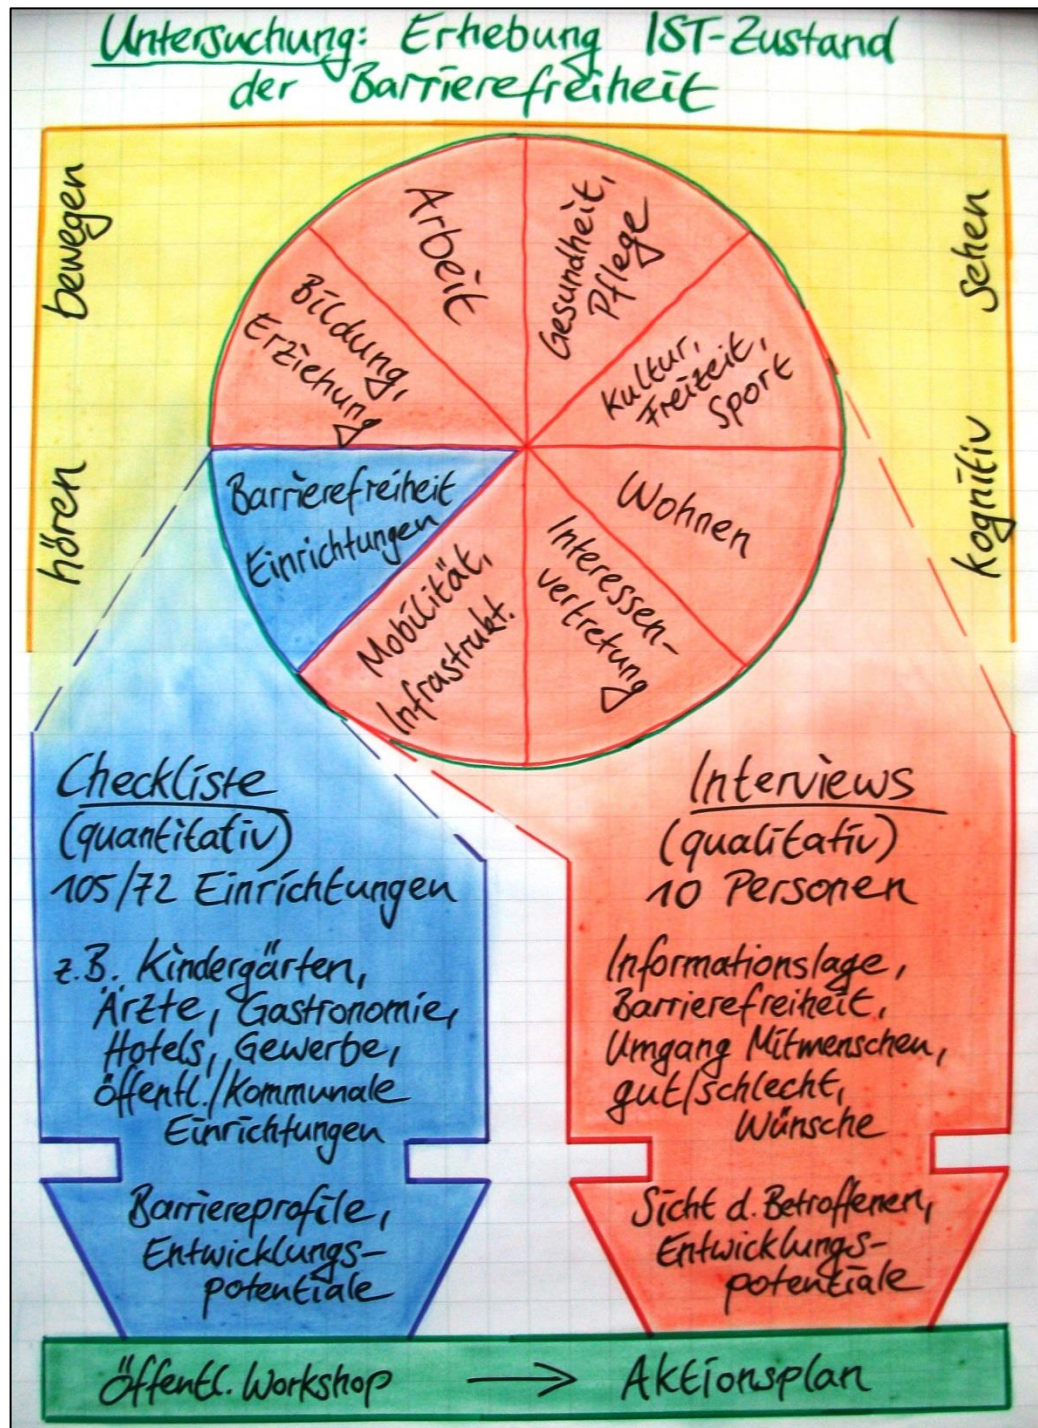 Untersuchung: Erhebung IST-Zustand
der Barrierefreiheit
bewegen
hören
sehen
kognitiv
Arbeit
Gesundheit,
Pflege
Bildung,
Erziehung
Kultur,
Freizeit,
Sport
Barrierefreiheit
Einrichtungen
Wohnen
Mobilität,
Infrastrukt.
Interessen-
vertretung
Checkliste
(quantitativ)
105/72 Einrichtungen
z.B. Kindergärten,
Ärzte, Gastronomie,
Hotels, Gewerbe,
Öffentl./Kommunale
Einrichtungen
Barriereprofile,
Entwicklungs-
potentiale
Interviews
(qualitativ)
10 Personen
Informationslage,
Barrierefreiheit,
Umgang Mitmenschen,
gut/schlecht,
Wünsche
Sicht d. Betroffenen,
Entwicklungs-
potentiale
Öffentl. Workshop → Aktionsplan